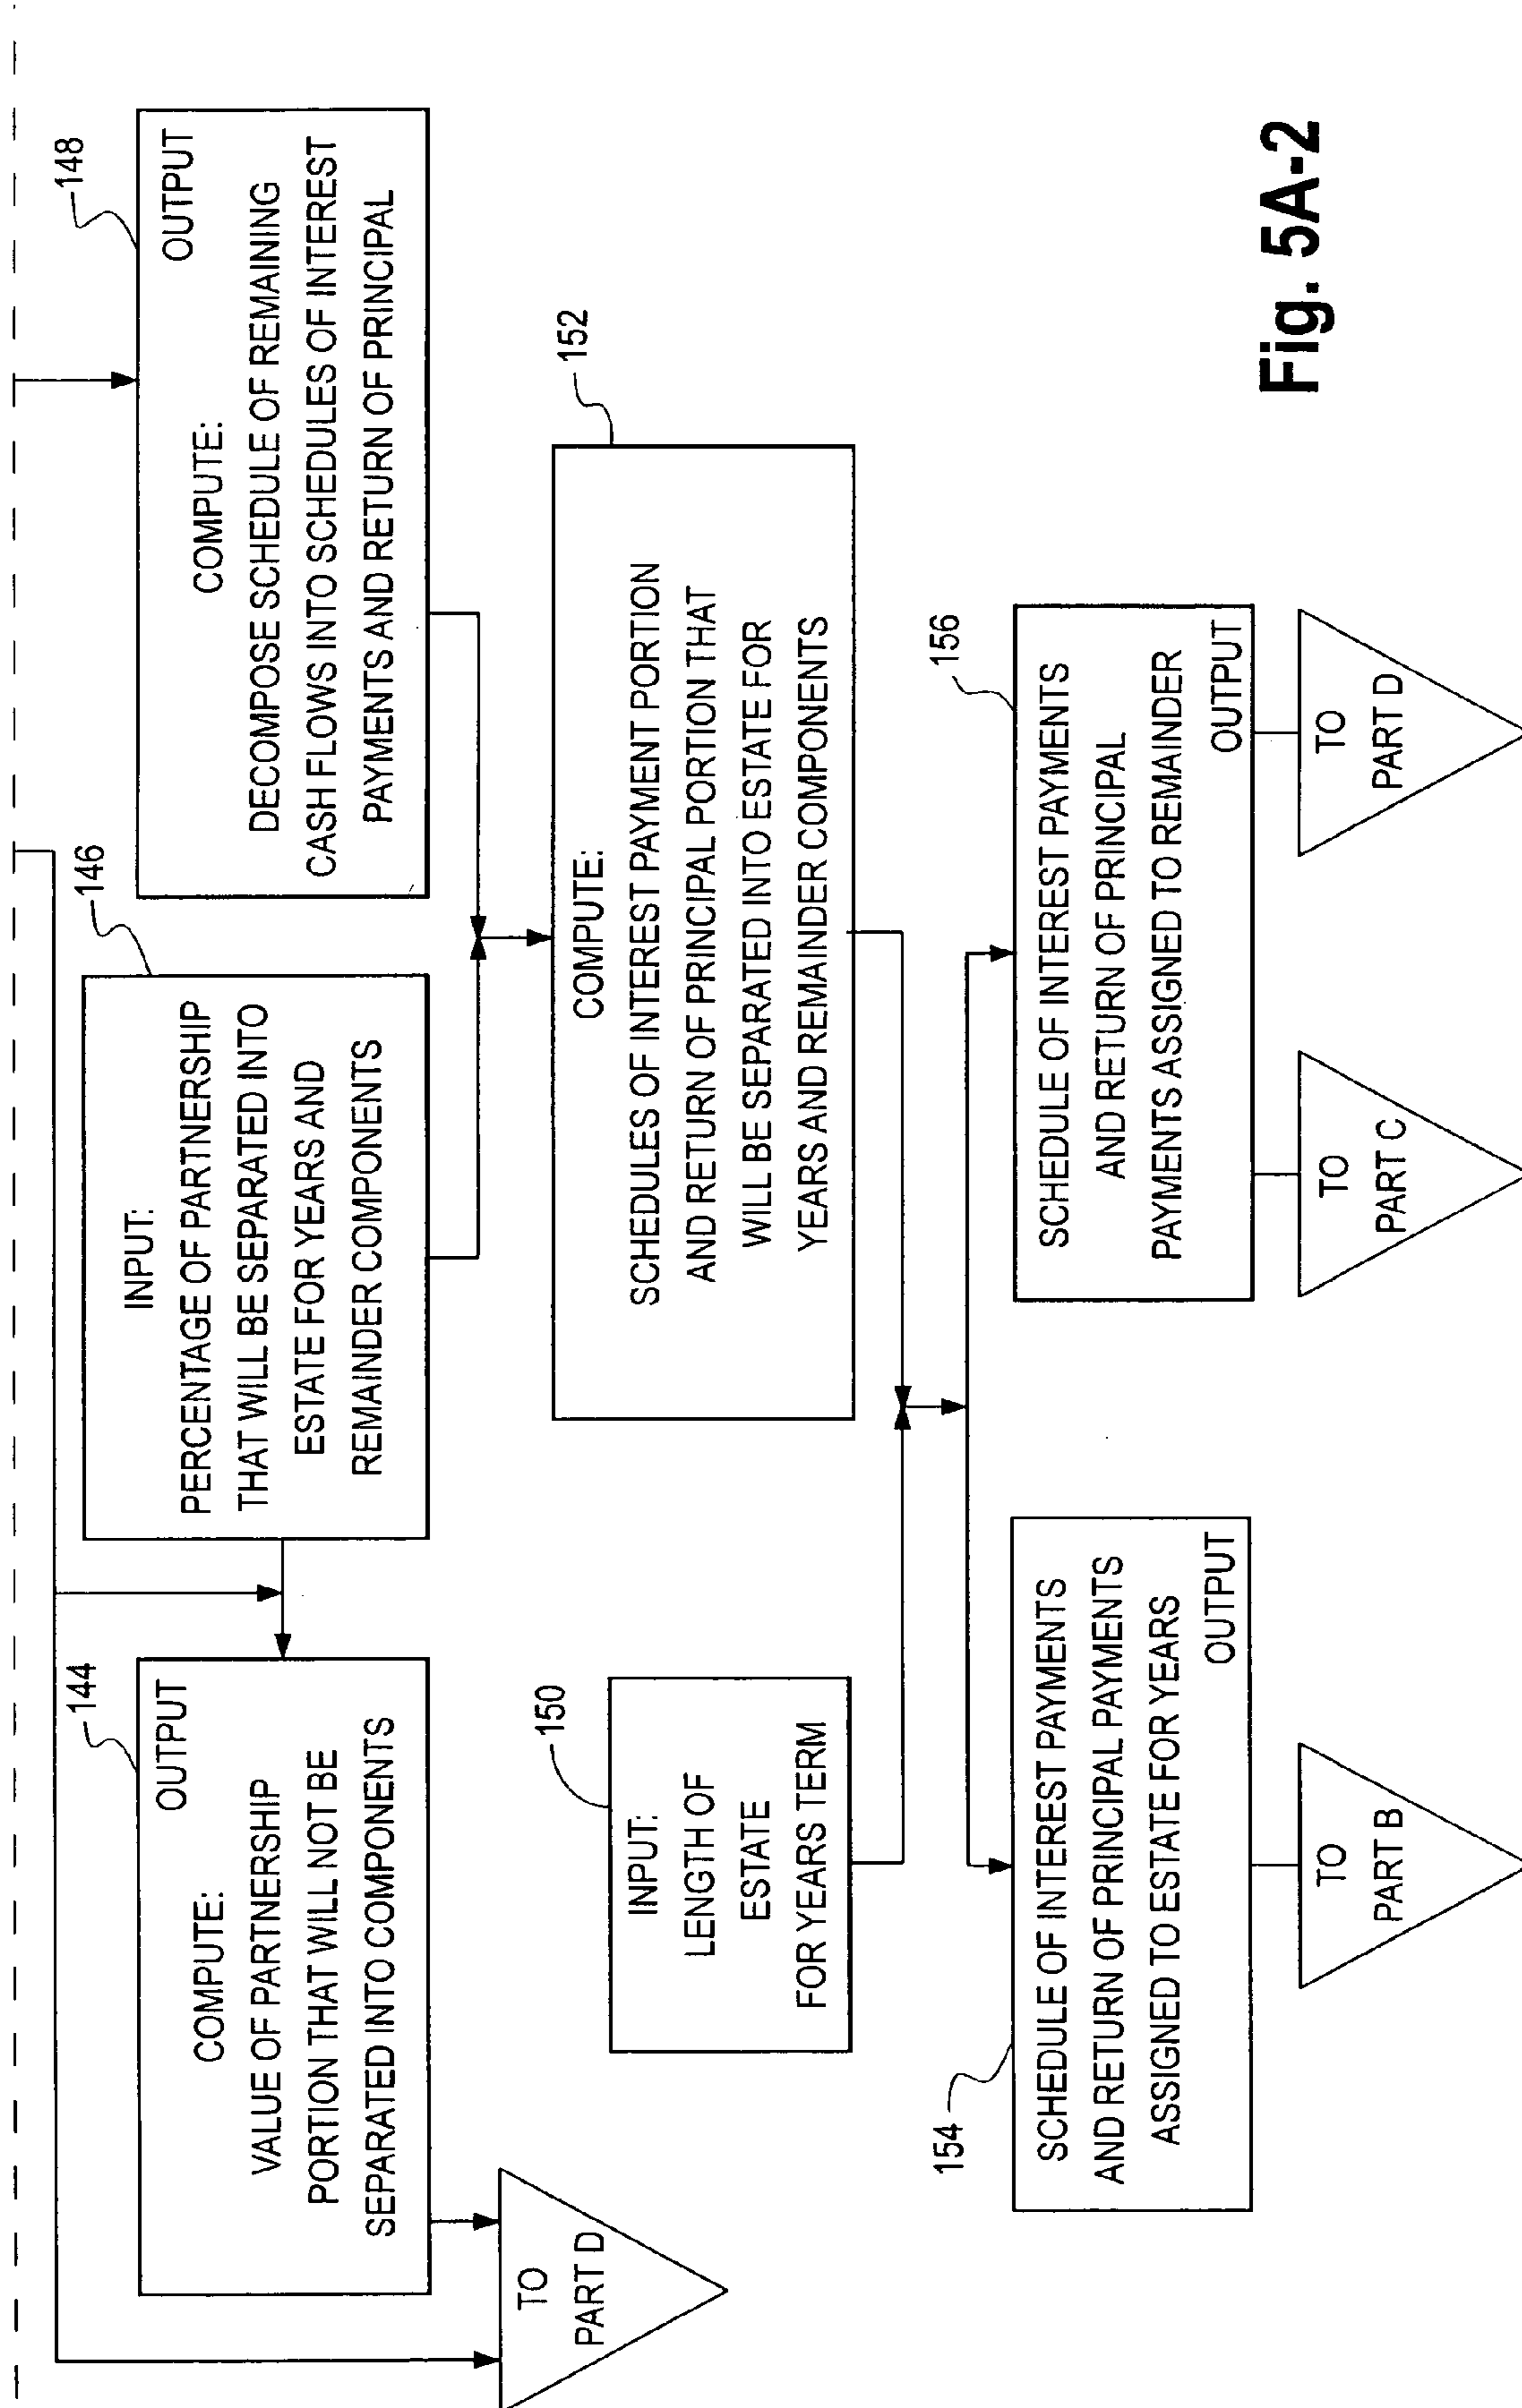 144
OUTPUT
COMPUTE:
VALUE OF PARTNERSHIP
PORTION THAT WILL NOT BE
SEPARATED INTO COMPONENTS
146
INPUT:
PERCENTAGE OF PARTNERSHIP
THAT WILL BE SEPARATED INTO
ESTATE FOR YEARS AND
REMAINDER COMPONENTS
148
OUTPUT
COMPUTE:
DECOMPOSE SCHEDULE OF REMAINING
CASH FLOWS INTO SCHEDULES OF INTEREST
PAYMENTS AND RETURN OF PRINCIPAL
TO
PART D
150
INPUT:
LENGTH OF
ESTATE
FOR YEARS TERM
152
COMPUTE:
SCHEDULES OF INTEREST PAYMENT PORTION
AND RETURN OF PRINCIPAL PORTION THAT
WILL BE SEPARATED INTO ESTATE FOR
YEARS AND REMAINDER COMPONENTS
154
SCHEDULE OF INTEREST PAYMENTS
AND RETURN OF PRINCIPAL PAYMENTS
ASSIGNED TO ESTATE FOR YEARS
OUTPUT
156
SCHEDULE OF INTEREST PAYMENTS
AND RETURN OF PRINCIPAL
PAYMENTS ASSIGNED TO REMAINDER
OUTPUT
TO
PART B
TO
PART C
TO
PART D
Fig. 5A-2